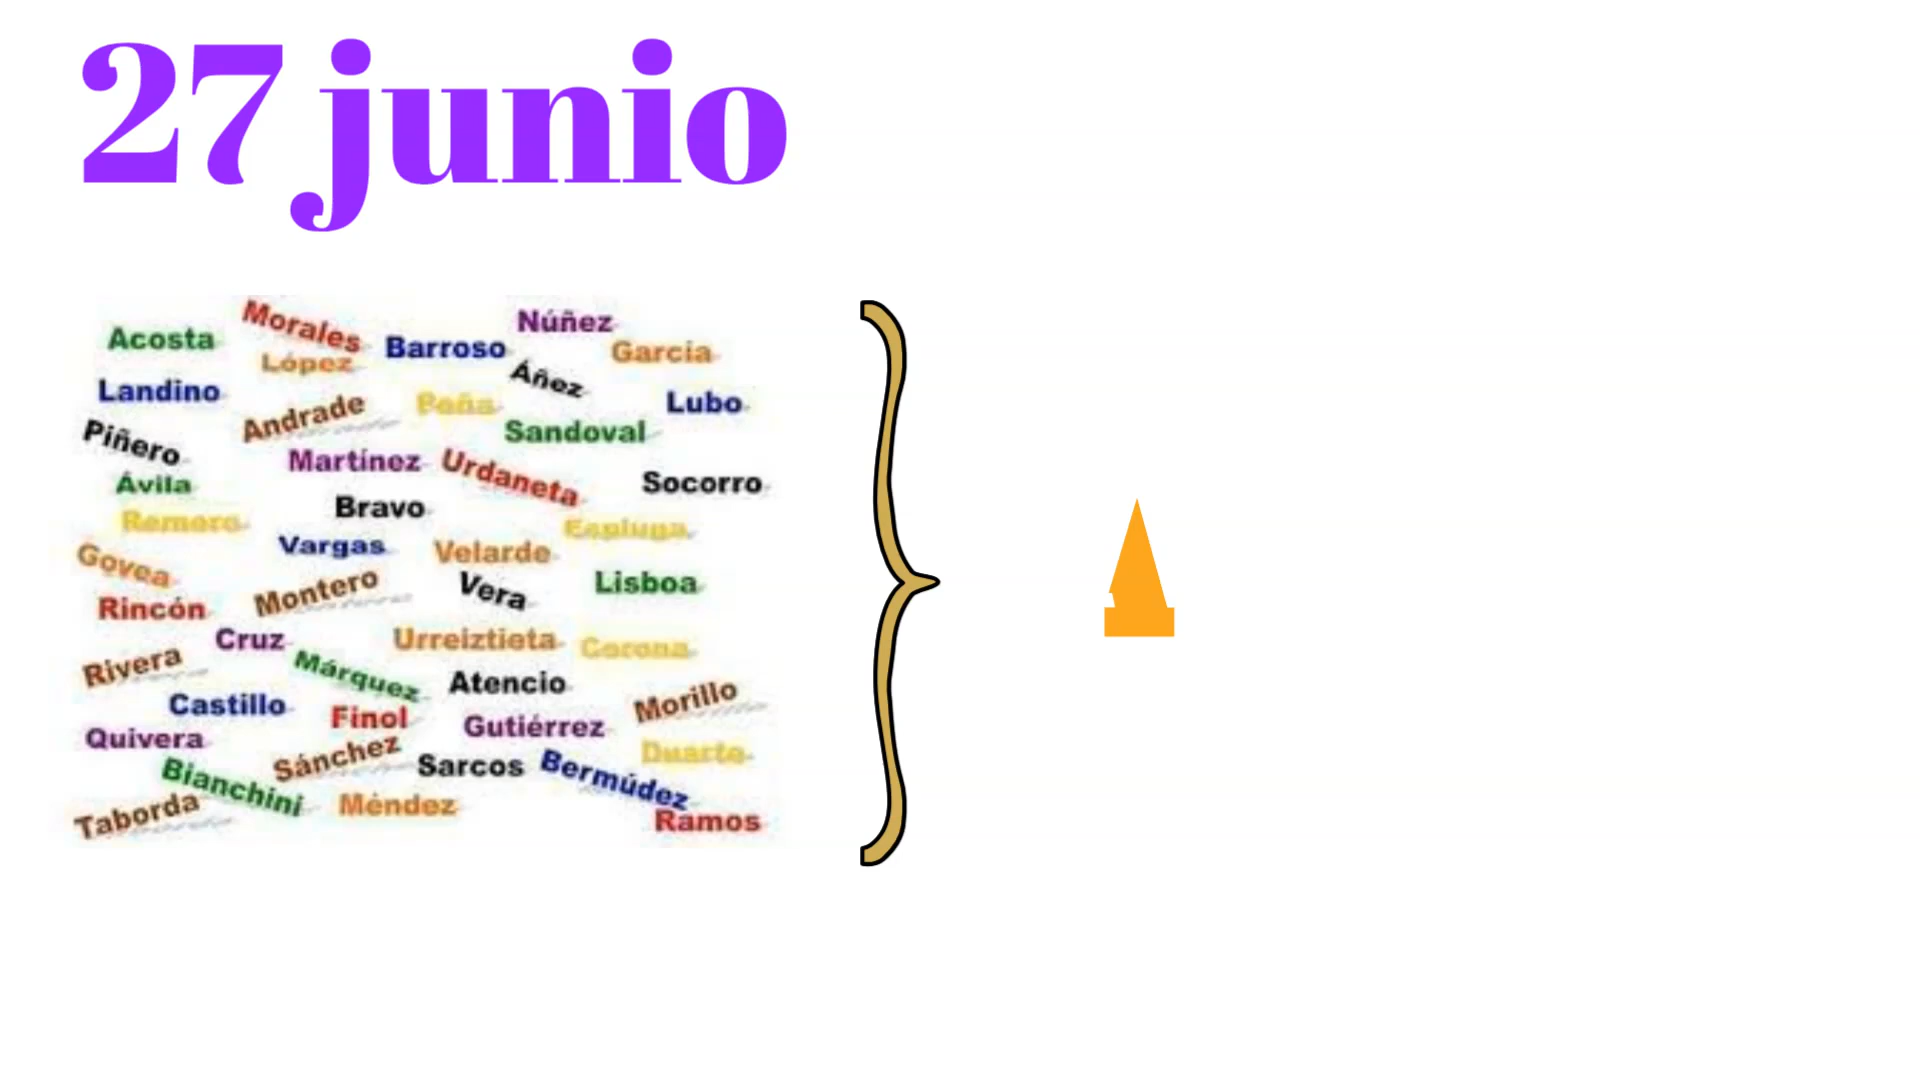 27 junio
Morales Núñez
Acosta Barroso García
López Áñez
Landino Lubo
Andrade Peña
Piñero Sandoval
Martínez Urdaneta
Ávila Socorro
Bravo
Romero Espluga
Vargas Velarde
Govea Montero Vera Lisboa
Rincón
Cruz Urreiztieta Corona
Rivera Márquez Atencio
Castillo Morillo
Finol Gutiérrez
Quivera Duarte
Sánchez Sarcos Bermúdez
Bianchini
Taborda Méndez Ramos